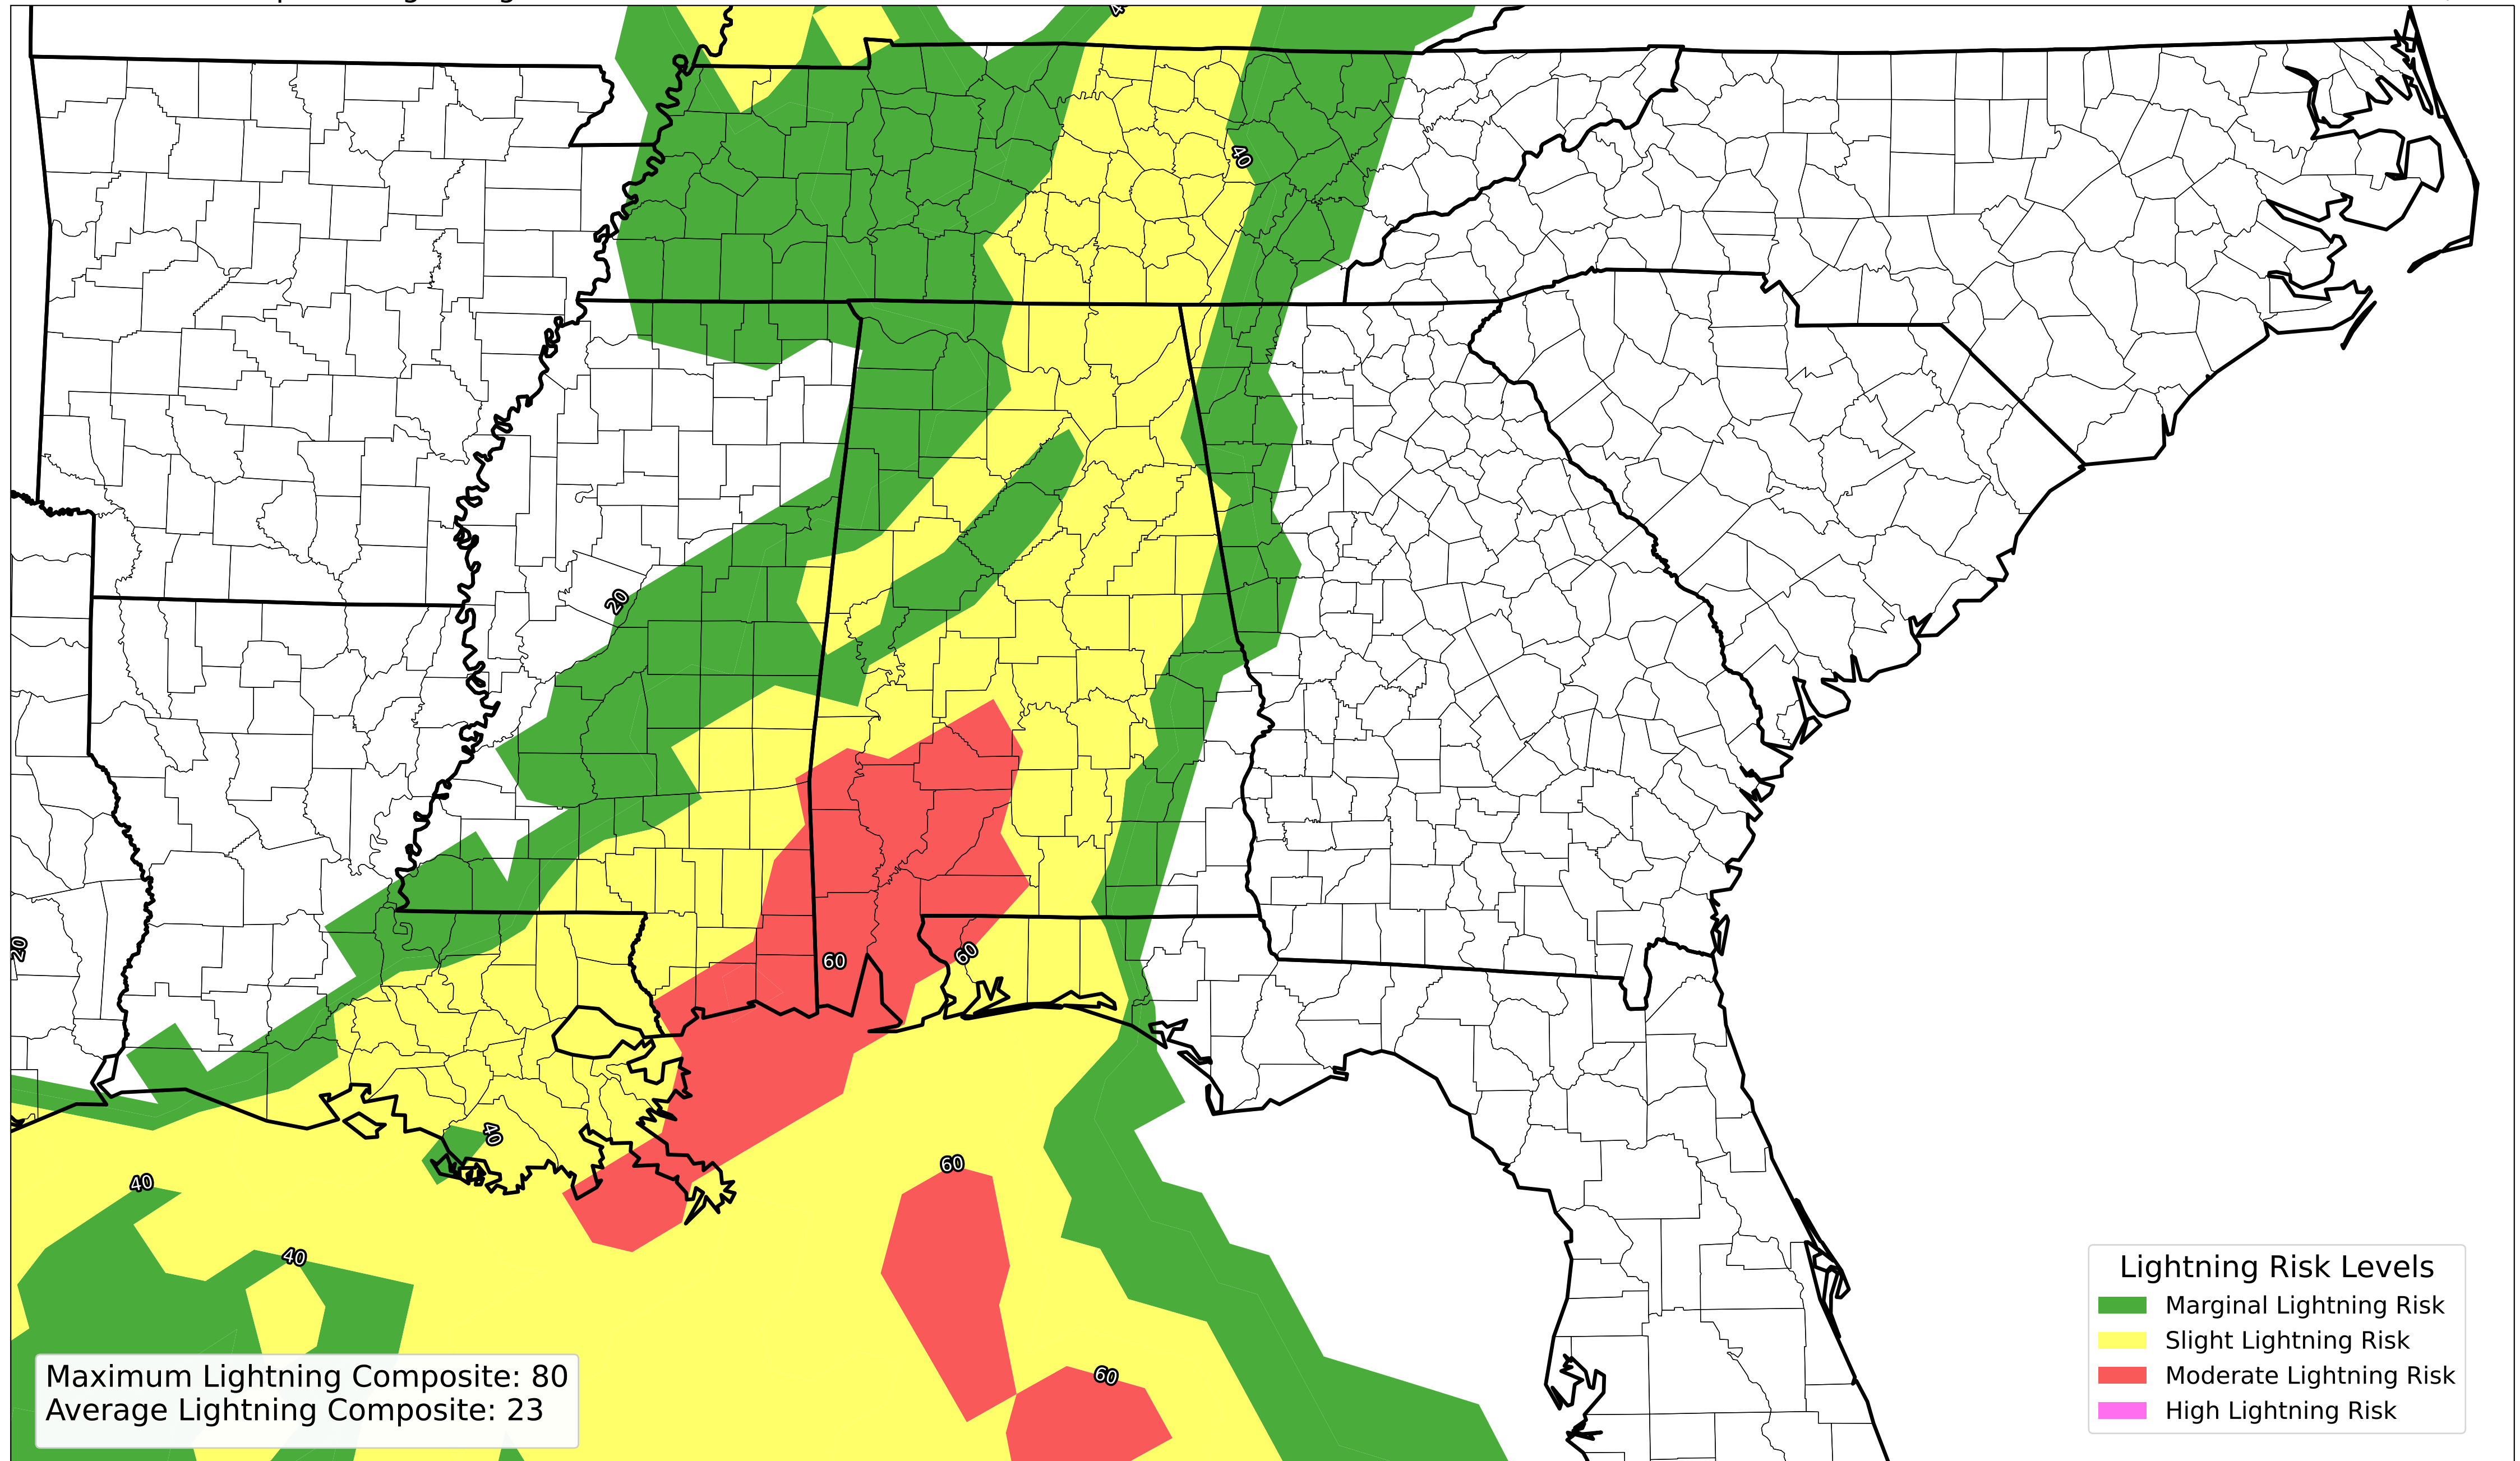 40
40
20
20
60
60
40
60
40
40
60
Lightning Risk Levels
Marginal Lightning Risk
Slight Lightning Risk
Moderate Lightning Risk
High Lightning Risk
Maximum Lightning Composite: 80
Average Lightning Composite: 23